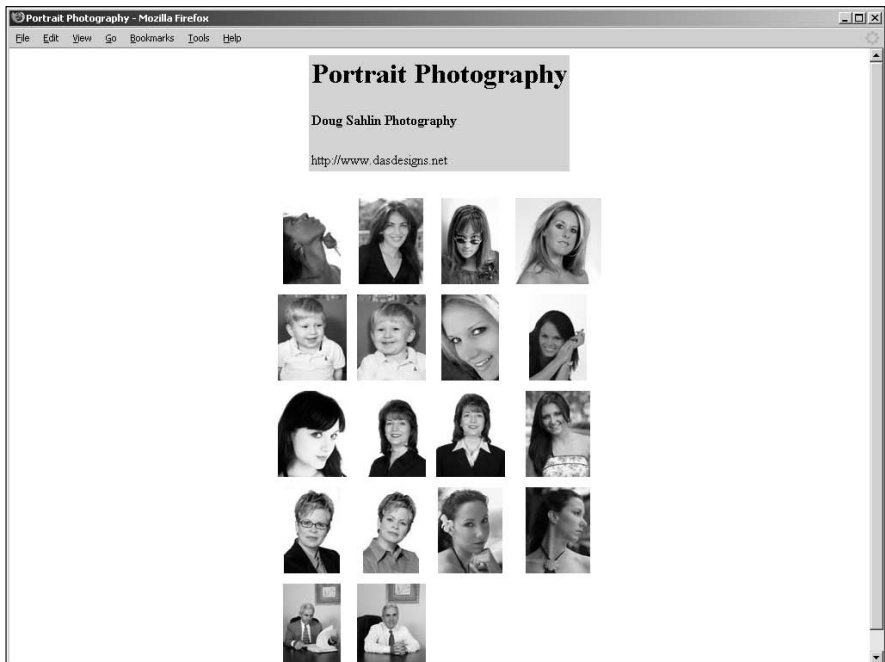 Portrait Photography - Mozilla Firefox
File Edit View Go Bookmarks Tools Help
Portrait Photography
Doug Sahlin Photography
http://www.dasdesigns.net